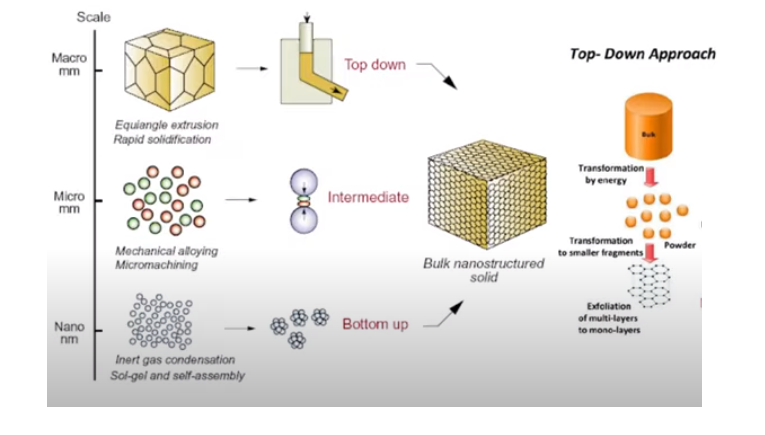 Scale
Macro
mm
Equiangle extrusion
Rapid solidification
Top down
Micro
mm
Mechanical alloying
Micromachining
Intermediate
Nano
nm
Inert gas condensation
Sol-gel and self-assembly
Bottom up
Bulk nanostructured
solid
Top- Down Approach
Bulk
Transformation
by energy
Transformation
to smaller fragments
Powder
Exfoliation
of multi-layers
to mono-layers